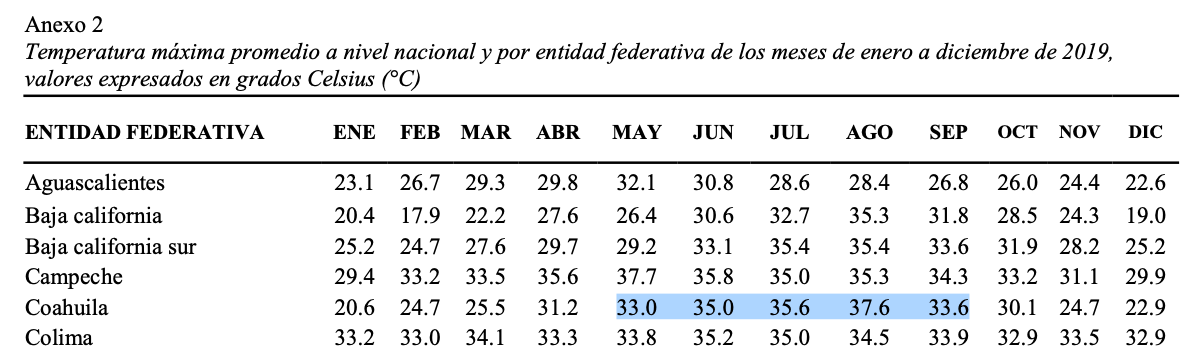 Anexo 2
Temperatura máxima promedio a nivel nacional y por entidad federativa de los meses de enero a diciembre de 2019,
valores expresados en grados Celsius (°C)
ENTIDAD FEDERATIVA ENE FEB MAR ABR MAY JUN JUL AGO SEP OCT NOV DIC
Aguascalientes 23.1 26.7 29.3 29.8 32.1 30.8 28.6 28.4 26.8 26.0 24.4 22.6
Baja california 20.4 17.9 22.2 27.6 26.4 30.6 32.7 35.3 31.8 28.5 24.3 19.0
Baja california sur 25.2 24.7 27.6 29.7 29.2 33.1 35.4 35.4 33.6 31.9 28.2 25.2
Campeche 29.4 33.2 33.5 35.6 37.7 35.8 35.0 35.3 34.3 33.2 31.1 29.9
Coahuila 20.6 24.7 25.5 31.2 33.0 35.0 35.6 37.6 33.6 30.1 24.7 22.9
Colima 33.2 33.0 34.1 33.3 33.8 35.2 35.0 34.5 33.9 32.9 33.5 32.9